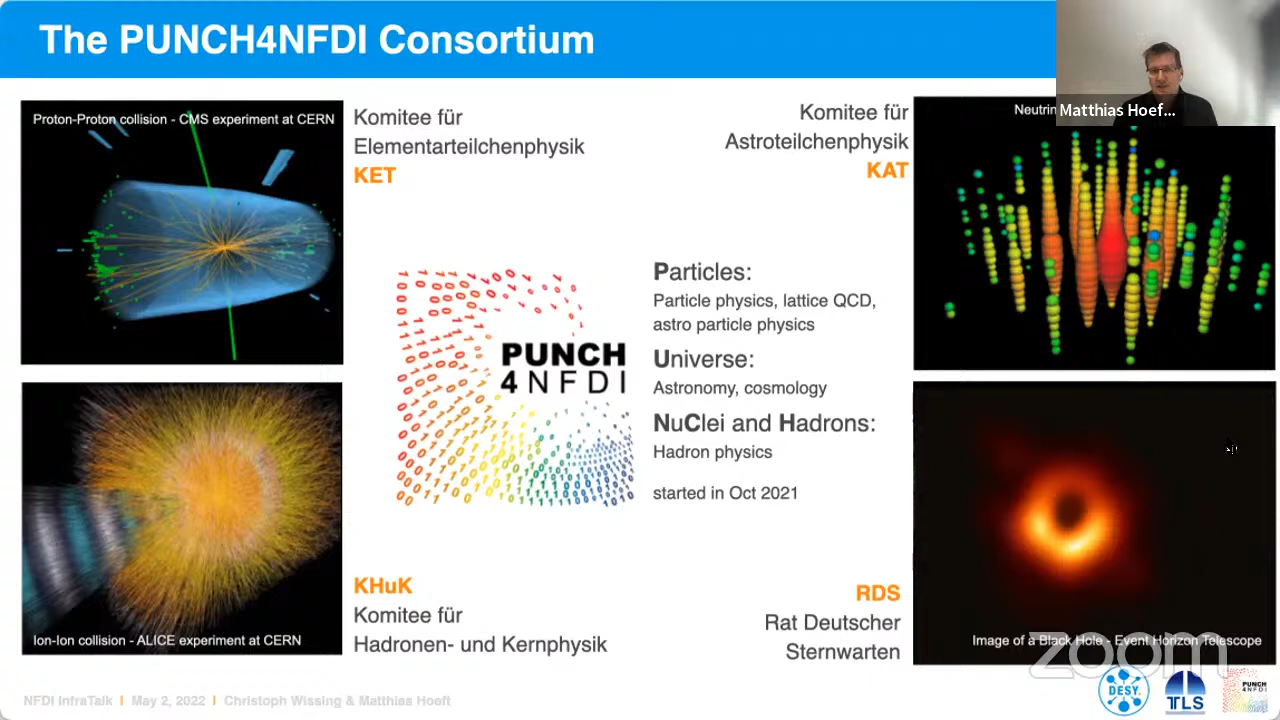 The PUNCH4NFDI Consortium
Matthias Hoef...
Proton-Proton collision - CMS experiment at CERN
Komitee für
Elementarteilchenphysik
KET
Komitee für
Astroteilchenphysik
KAT
PUNCH
4NFDI
Particles:
Particle physics, lattice QCD,
astro particle physics
Universe:
Astronomy, cosmology
NuClei and Hadrons:
Hadron physics
started in Oct 2021
Ion-Ion collision - ALICE experiment at CERN
KHuK
Komitee für
Hadronen- und Kernphysik
RDS
Rat Deutscher
Sternwarten
Image of a Black Hole - Event Horizon Telescope
zoom
NFDI InfraTalk | May 2, 2022 | Christoph Wissing & Matthias Hoeft
DESY.
TLS
PUNCH
4NFDI